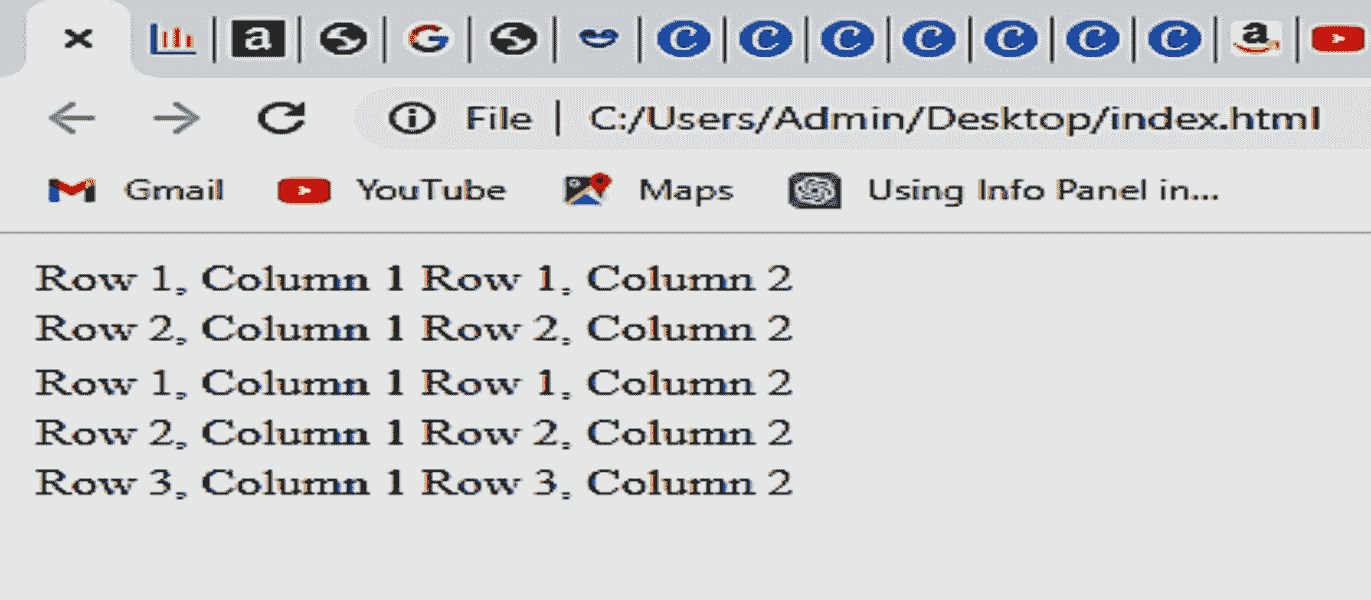 File | C:/Users/Admin/Desktop/index.html
Gmail YouTube Maps Using Info Panel in...
Row 1, Column 1 Row 1, Column 2
Row 2, Column 1 Row 2, Column 2
Row 1, Column 1 Row 1, Column 2
Row 2, Column 1 Row 2, Column 2
Row 3, Column 1 Row 3, Column 2